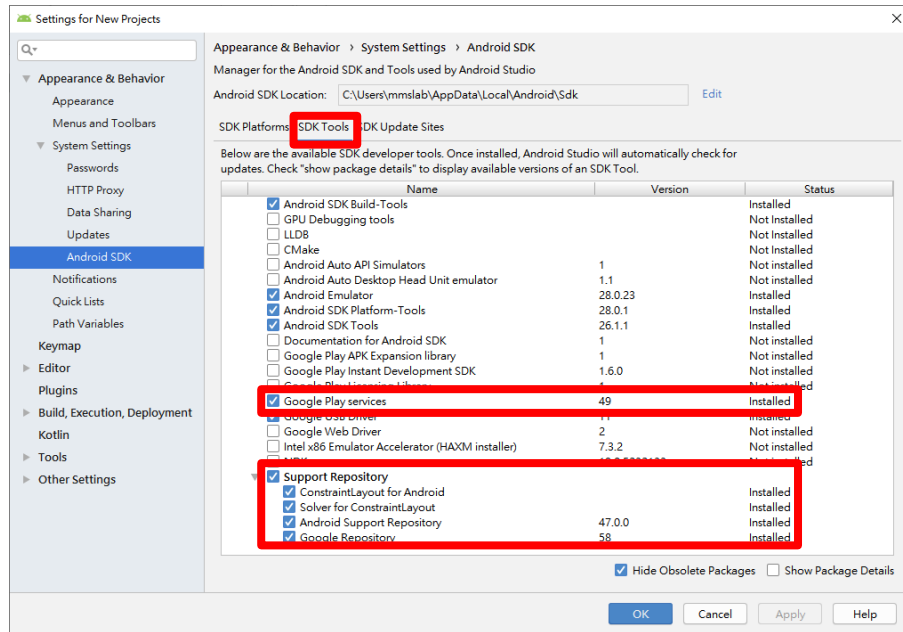 Settings for New Projects
Appearance & Behavior
Appearance
Menus and Toolbars
System Settings
Passwords
HTTP Proxy
Data Sharing
Updates
Android SDK
Notifications
Quick Lists
Path Variables
Keymap
Editor
Plugins
Build, Execution, Deployment
Kotlin
Tools
Other Settings
Appearance & Behavior > System Settings > Android SDK
Manager for the Android SDK and Tools used by Android Studio
Android SDK Location: C:\Users\mmslab\AppData\Local\Android\Sdk Edit
SDK Platforms SDK Tools SDK Update Sites
Below are the available SDK developer tools. Once installed, Android Studio will automatically check for
updates. Check "show package details" to display available versions of an SDK Tool.
Name Version Status
Android SDK Build-Tools Installed
GPU Debugging tools Not Installed
LLDB Not Installed
CMake Not Installed
Android Auto API Simulators 1 Not installed
Android Auto Desktop Head Unit emulator 1.1 Not installed
Android Emulator 28.0.23 Installed
Android SDK Platform-Tools 28.0.1 Installed
Android SDK Tools 26.1.1 Installed
Documentation for Android SDK 1 Not installed
Google Play APK Expansion library 1 Not installed
Google Play Instant Development SDK 1.6.0 Not installed
Google Play Licensing Library Not installed
Google Play services 49 Installed
Google USB Driver 11
Google Web Driver 2 Not installed
Intel x86 Emulator Accelerator (HAXM installer) 7.3.2 Not installed
Support Repository
ConstraintLayout for Android Installed
Solver for ConstraintLayout Installed
Android Support Repository 47.0.0 Installed
Google Repository 58 Installed
Hide Obsolete Packages Show Package Details
OK Cancel Apply Help